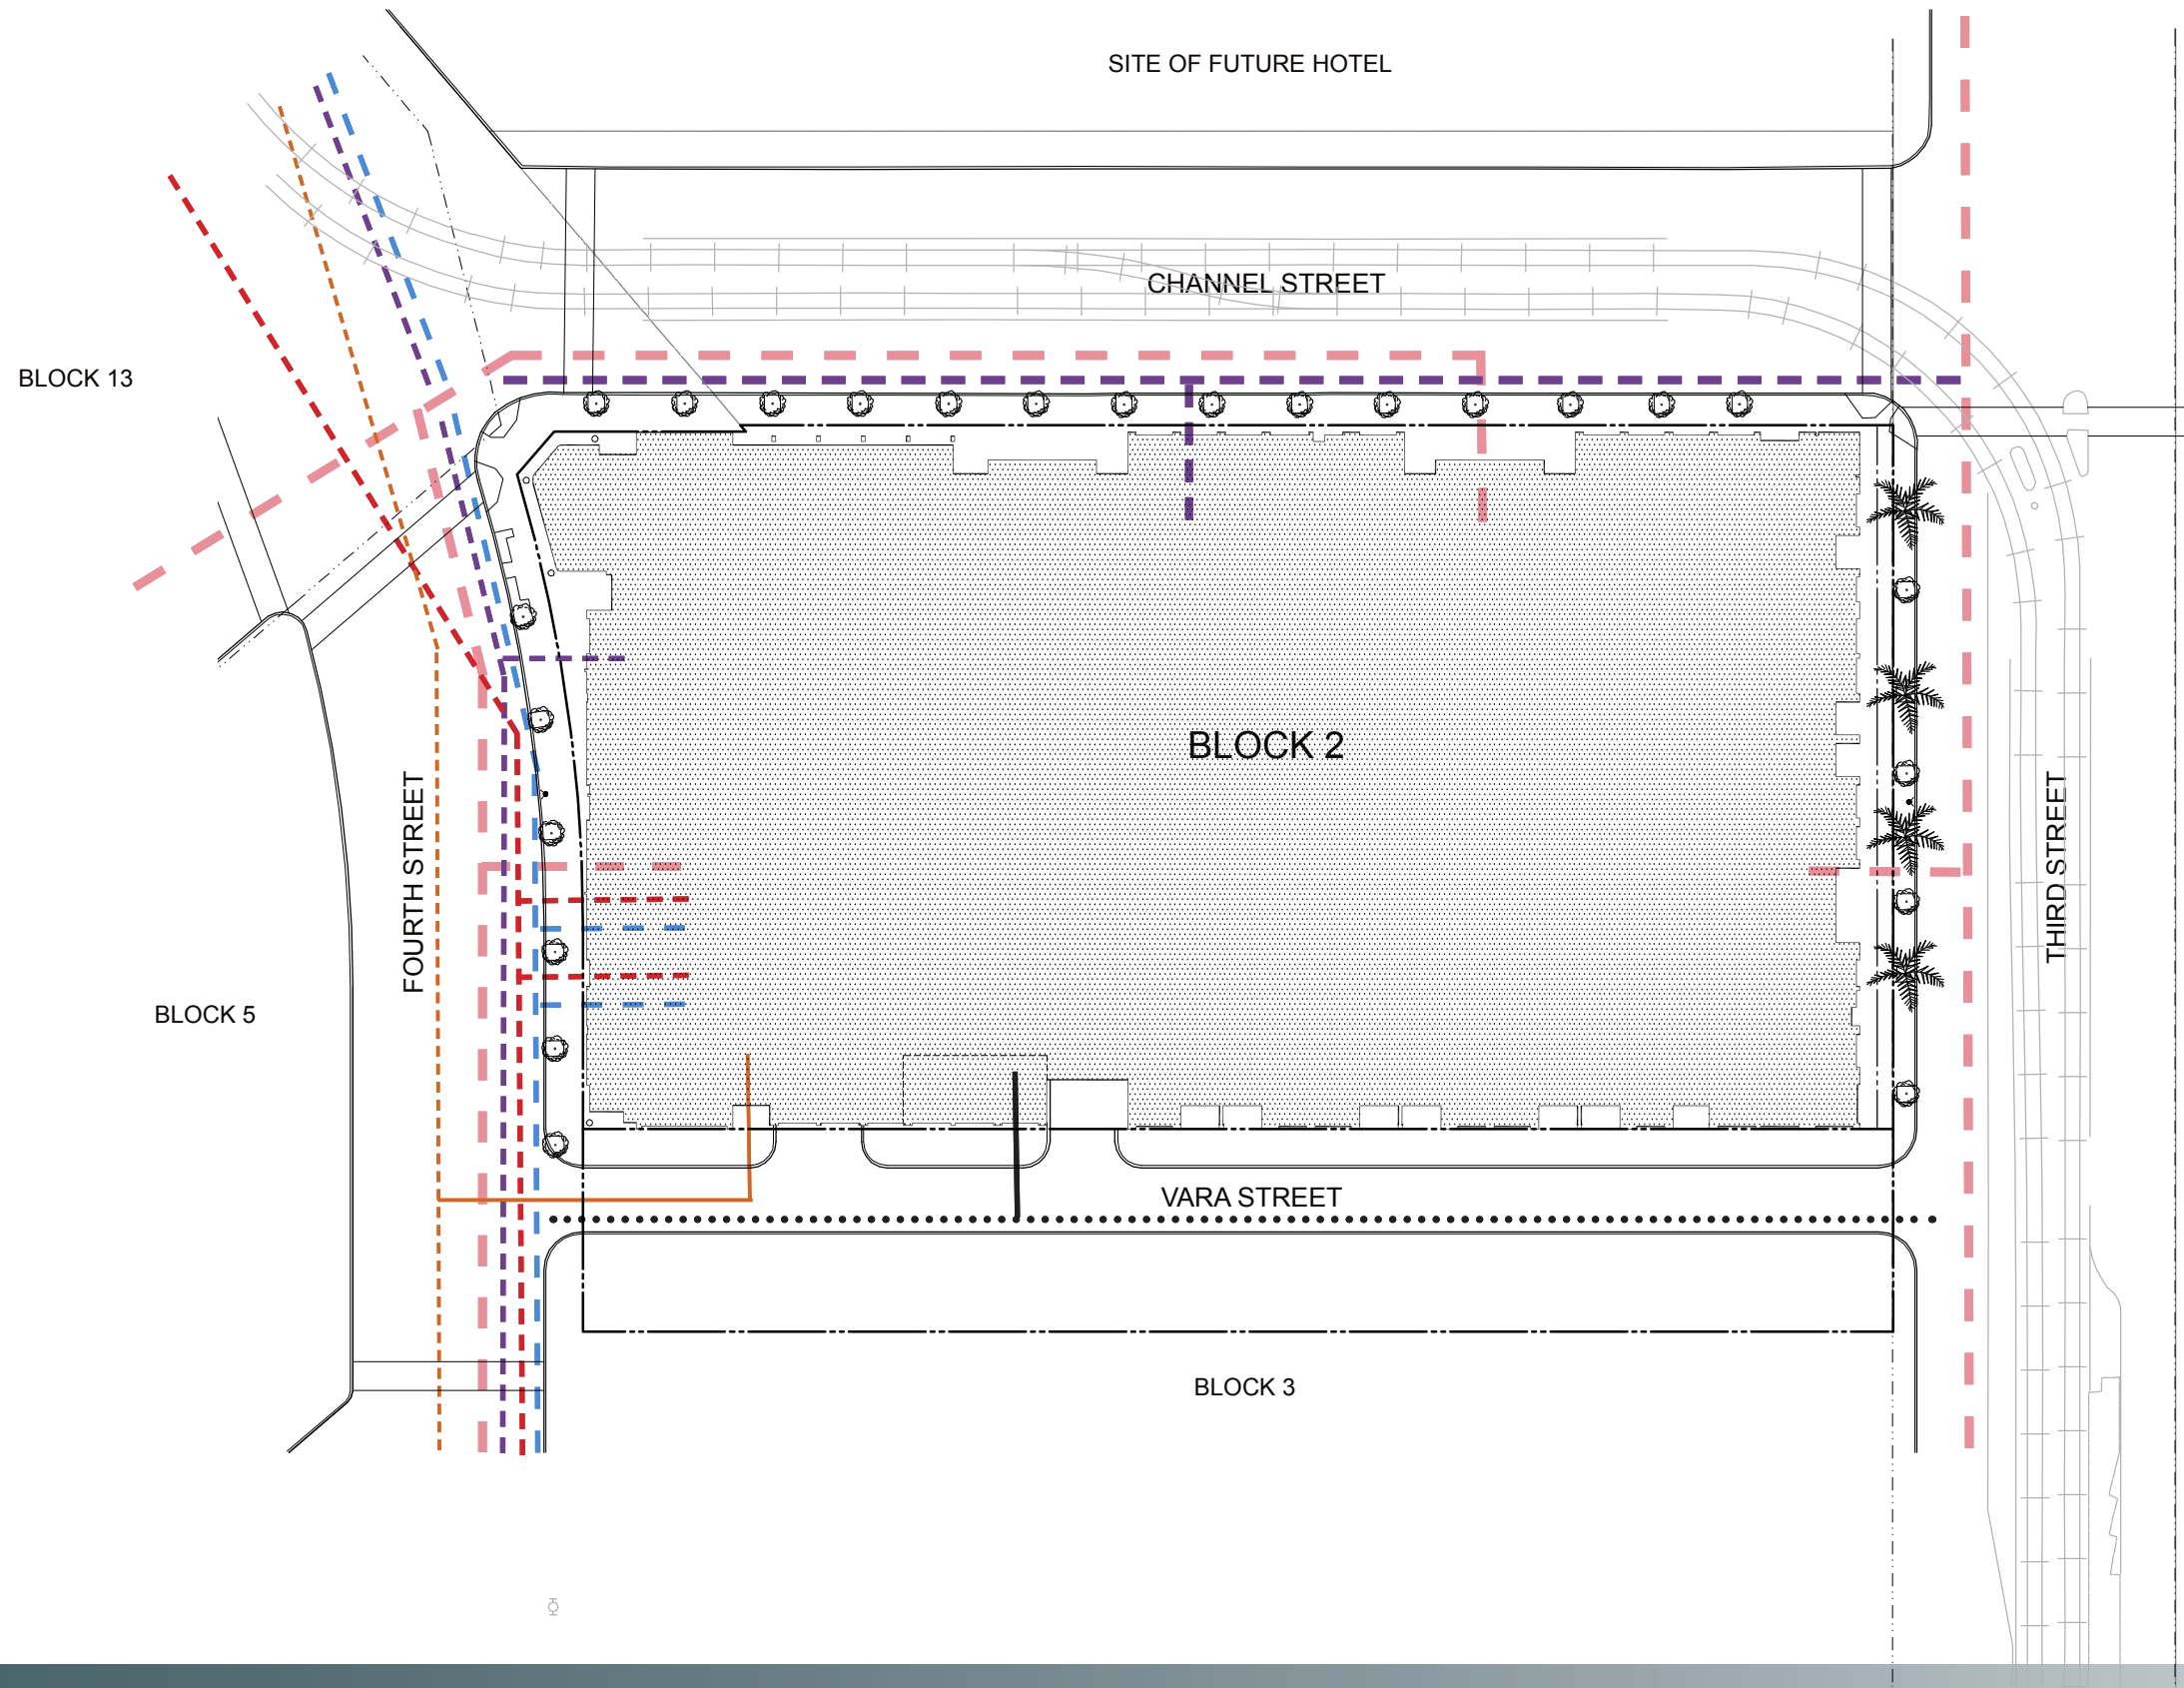 SITE OF FUTURE HOTEL
CHANNEL STREET
BLOCK 13
BLOCK 2
FOURTH STREET
THIRD STREET
BLOCK 5
VARA STREET
BLOCK 3